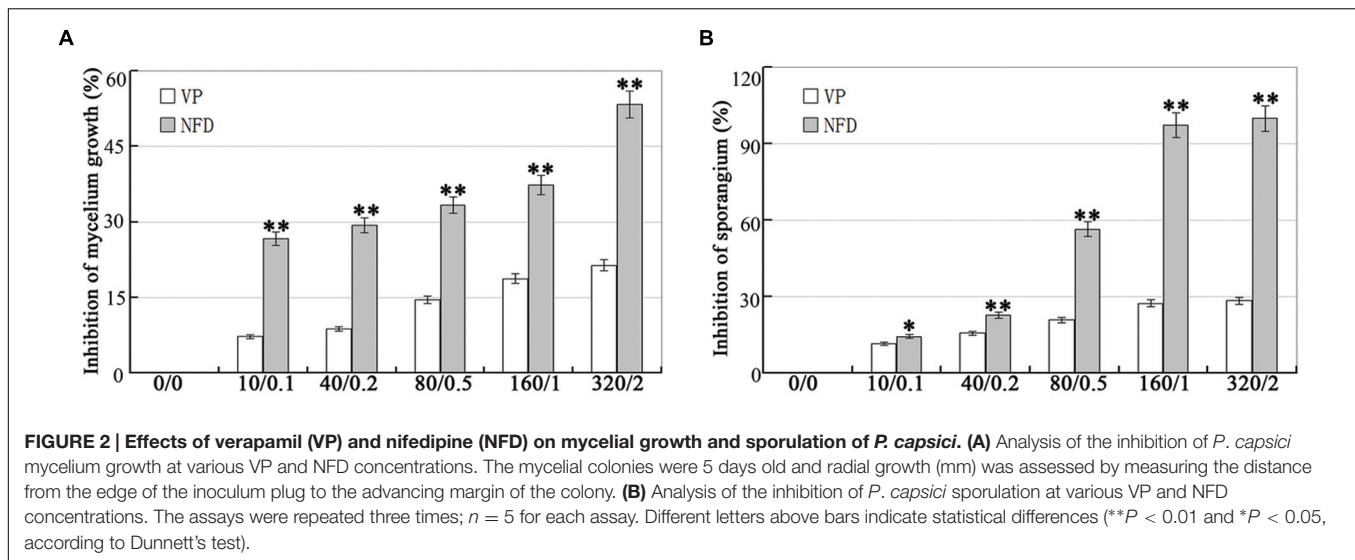 A
Inhibition of mycelium growth (%)
60
45
30
15
0
VP
NFD
**
**
**
**
**
0/0
10/0.1
40/0.2
80/0.5
160/1
320/2
B
Inhibition of sporangium (%)
120
90
60
30
0
VP
NFD
*
**
**
**
**
0/0
10/0.1
40/0.2
80/0.5
160/1
320/2
FIGURE 2 | Effects of verapamil (VP) and nifedipine (NFD) on mycelial growth and sporulation of P. capsici. (A) Analysis of the inhibition of P. capsici
mycelium growth at various VP and NFD concentrations. The mycelial colonies were 5 days old and radial growth (mm) was assessed by measuring the distance
from the edge of the inoculum plug to the advancing margin of the colony. (B) Analysis of the inhibition of P. capsici sporulation at various VP and NFD
concentrations. The assays were repeated three times; n = 5 for each assay. Different letters above bars indicate statistical differences (**P < 0.01 and *P < 0.05,
according to Dunnett's test).